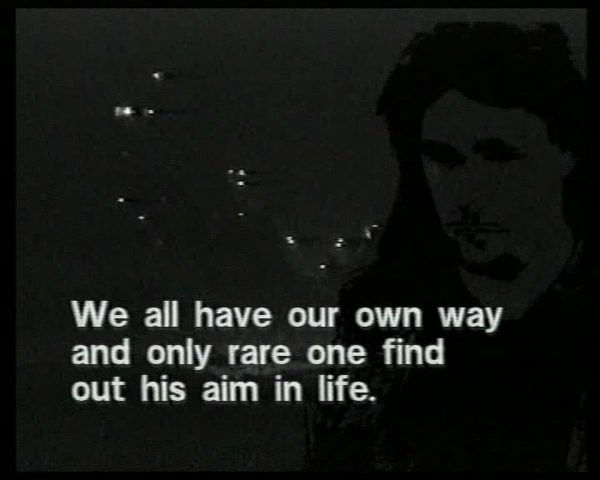 We all have our own way
and only rare one find
out his aim in life.